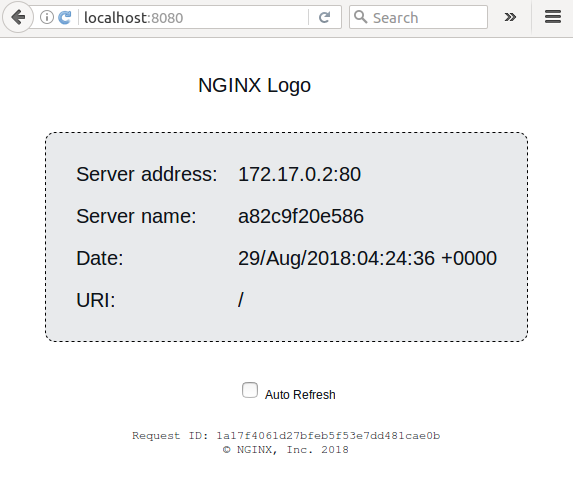 localhost:8080 Search
NGINX Logo
Server address: 172.17.0.2:80
Server name: a82c9f20e586
Date: 29/Aug/2018:04:24:36 +0000
URI: /
Auto Refresh
Request ID: 1a17f4061d27bfeb5f53e7dd481cae0b
© NGINX, Inc. 2018